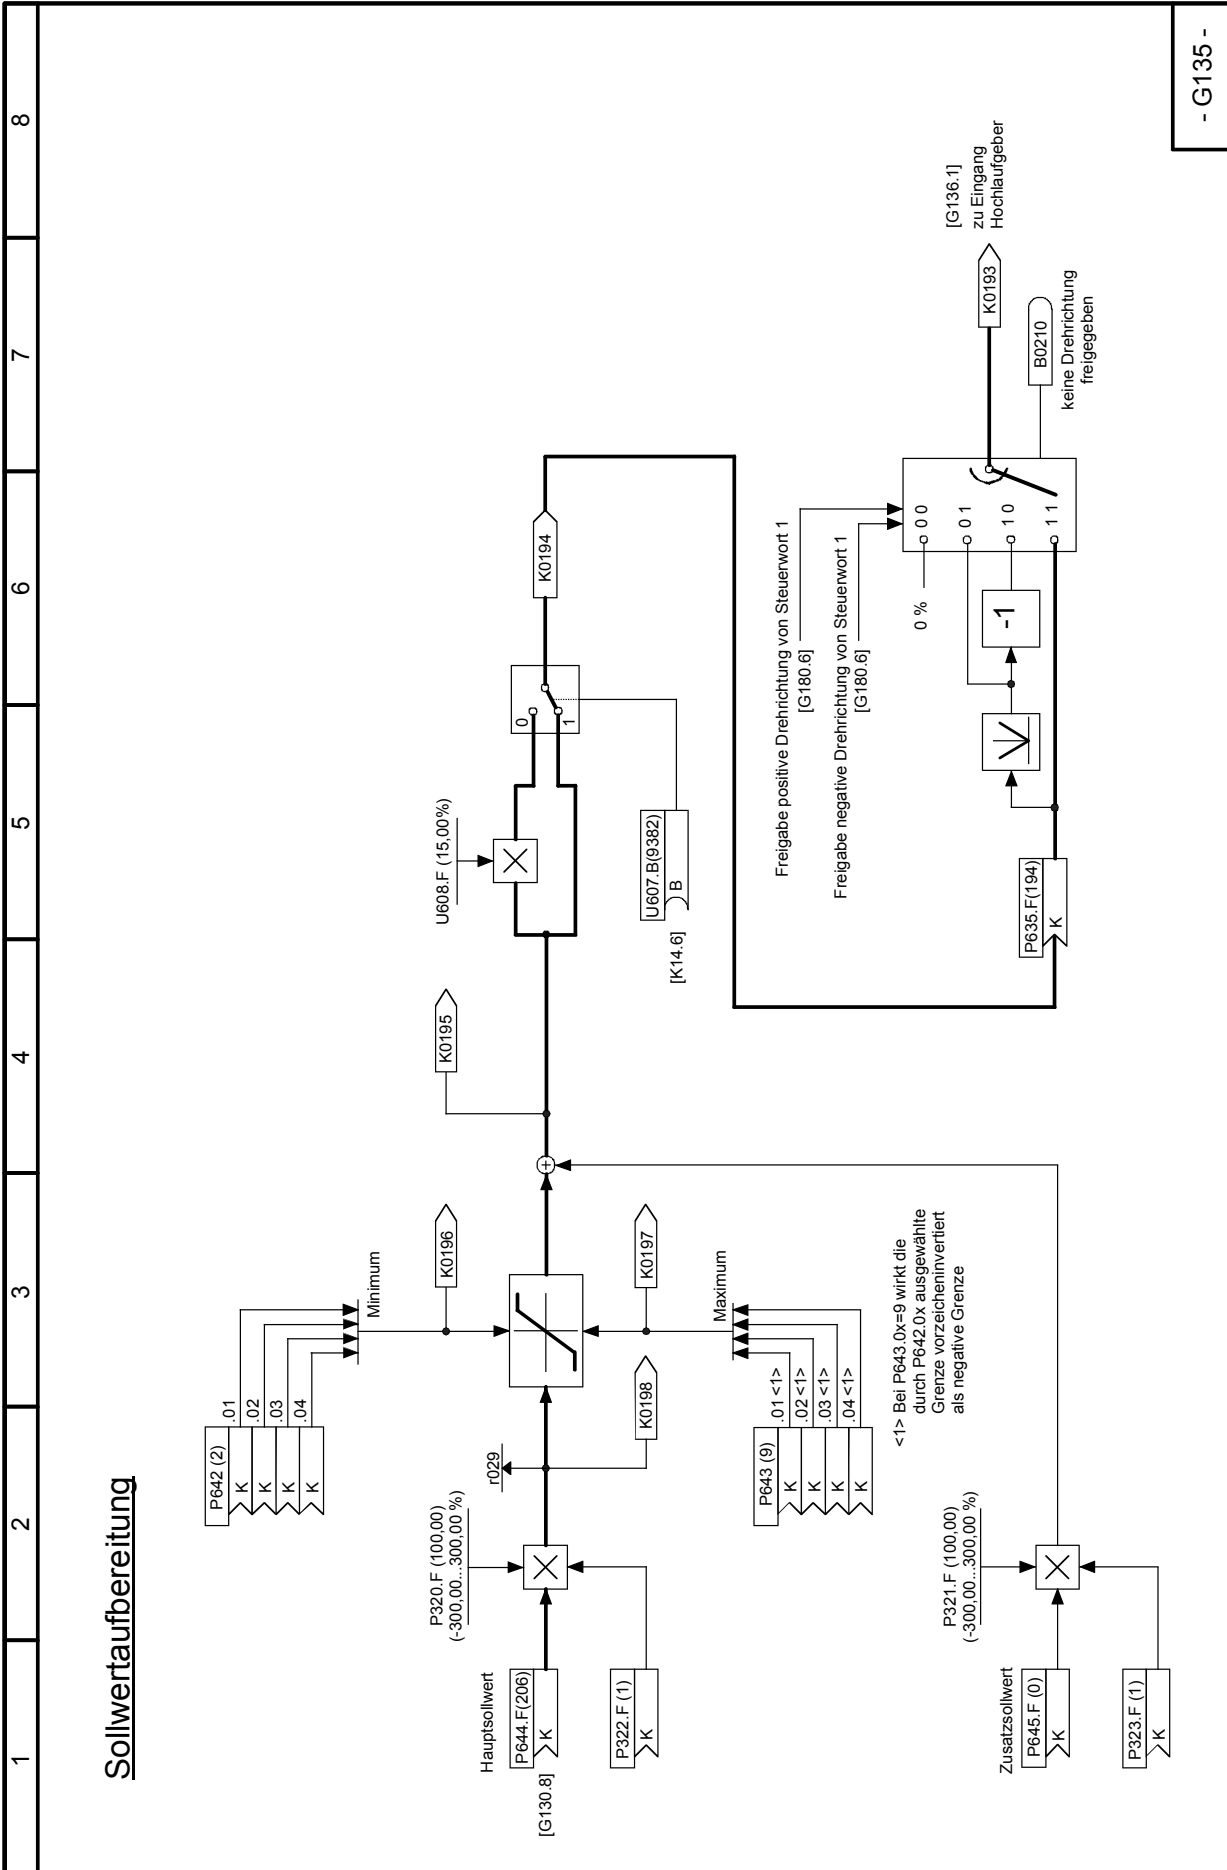 Sollwertaufbereitung
1
2
3
4
5
6
7
8
Hauptsollwert
P644.F(206)
K
[G130.8]
P322.F (1)
K
P320.F (100,00)
(-300,00...300,00 %)
r029
K0198
P642 (2)
K
K
K
K
.01
.02
.03
.04
Minimum
K0196
P643 (9)
K
K
K
K
.01 <1>
.02 <1>
.03 <1>
.04 <1>
Maximum
K0197
<1> Bei P643.0x=9 wirkt die
durch P642.0x ausgewählte
Grenze vorzeicheninvertiert
als negative Grenze
Zusatzsollwert
P645.F (0)
K
P323.F (1)
K
P321.F (100,00)
(-300,00...300,00 %)
+
K0195
U608.F (15,00%)
0
1
U607.B(9382)
B
[K14.6]
K0194
P635.F(194)
K
-1
Freigabe positive Drehrichtung von Steuerwort 1
[G180.6]
Freigabe negative Drehrichtung von Steuerwort 1
[G180.6]
0 %
0 0
0 1
1 0
1 1
K0193
[G136.1]
zu Eingang
Hochlaufgeber
B0210
keine Drehrichtung
freigegeben
- G135 -